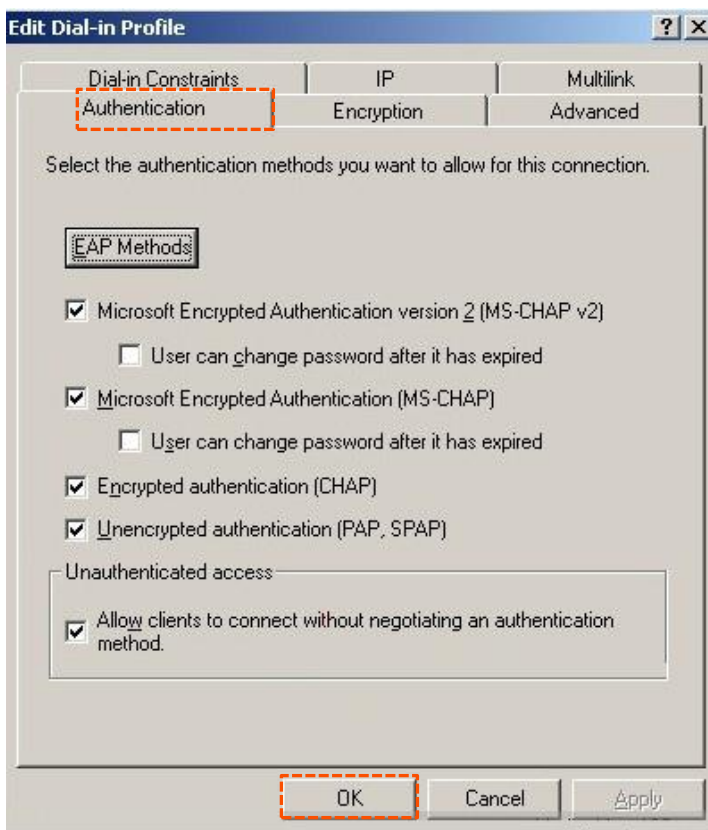 Edit Dial-in Profile
Dial-in Constraints IP Multilink
Authentication Encryption Advanced
Select the authentication methods you want to allow for this connection.
EAP Methods
Microsoft Encrypted Authentication version 2 (MS-CHAP v2)
User can change password after it has expired
Microsoft Encrypted Authentication (MS-CHAP)
User can change password after it has expired
Encrypted authentication (CHAP)
Unencrypted authentication (PAP, SPAP)
Unauthenticated access
Allow clients to connect without negotiating an authentication
method.
OK Cancel Apply